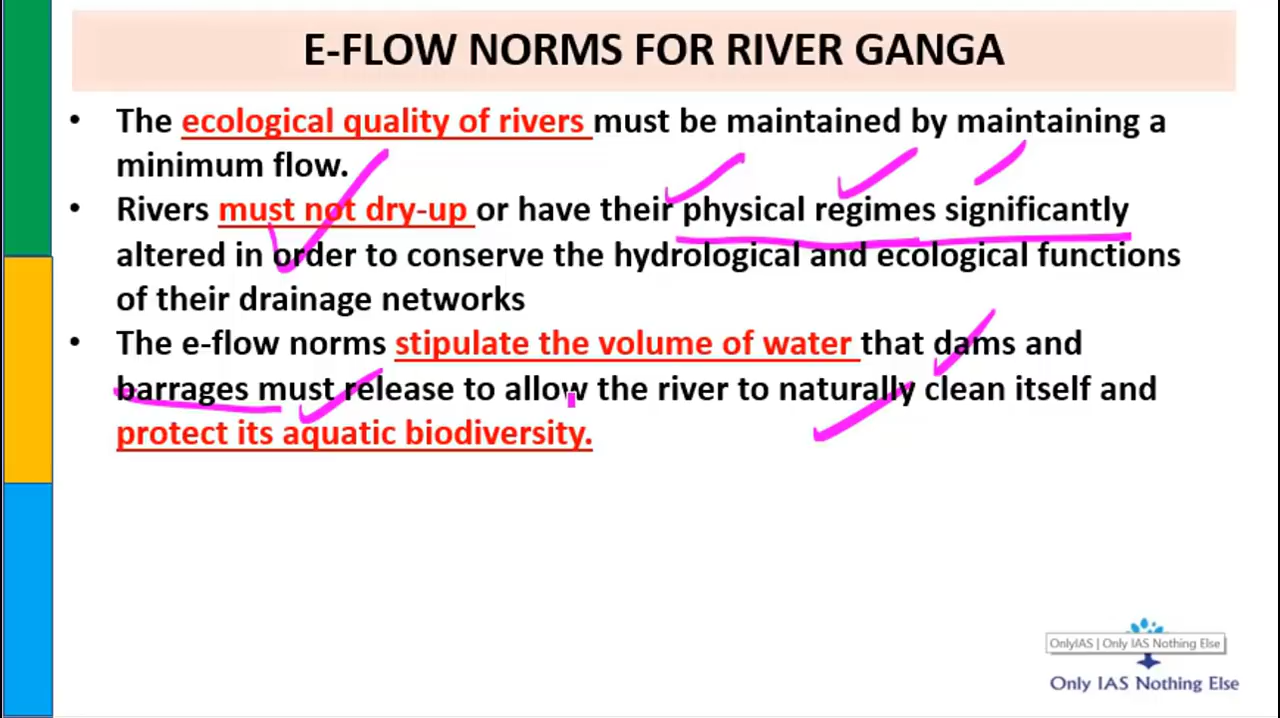 E-FLOW NORMS FOR RIVER GANGA
• The ecological quality of rivers must be maintained by maintaining a
minimum flow.
• Rivers must not dry-up or have their physical regimes significantly
altered in order to conserve the hydrological and ecological functions
of their drainage networks
• The e-flow norms stipulate the volume of water that dams and
barrages must release to allow the river to naturally clean itself and
protect its aquatic biodiversity.
OnlyIAS | Only IAS Nothing Else
Only IAS Nothing Else